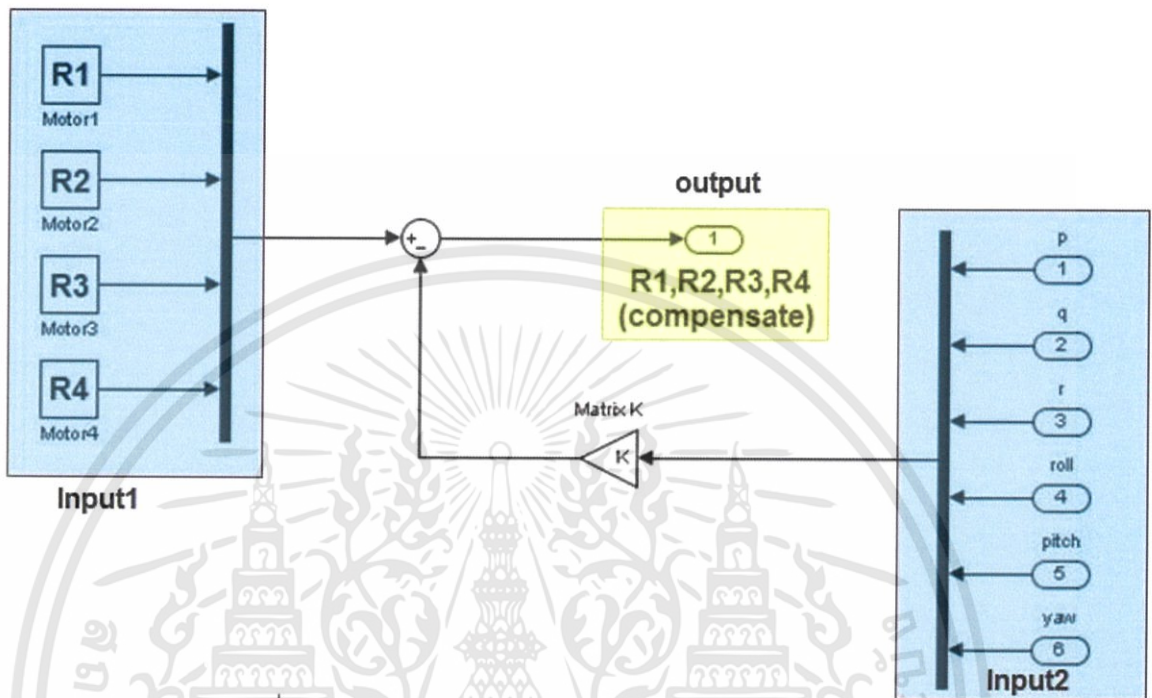 R1
Motor1
R2
Motor2
R3
Motor3
R4
Motor4
Input1
+
-
output
1
R1,R2,R3,R4
(compensate)
Matrix K
K
p
1
q
2
r
3
roll
4
pitch
5
yaw
6
Input2